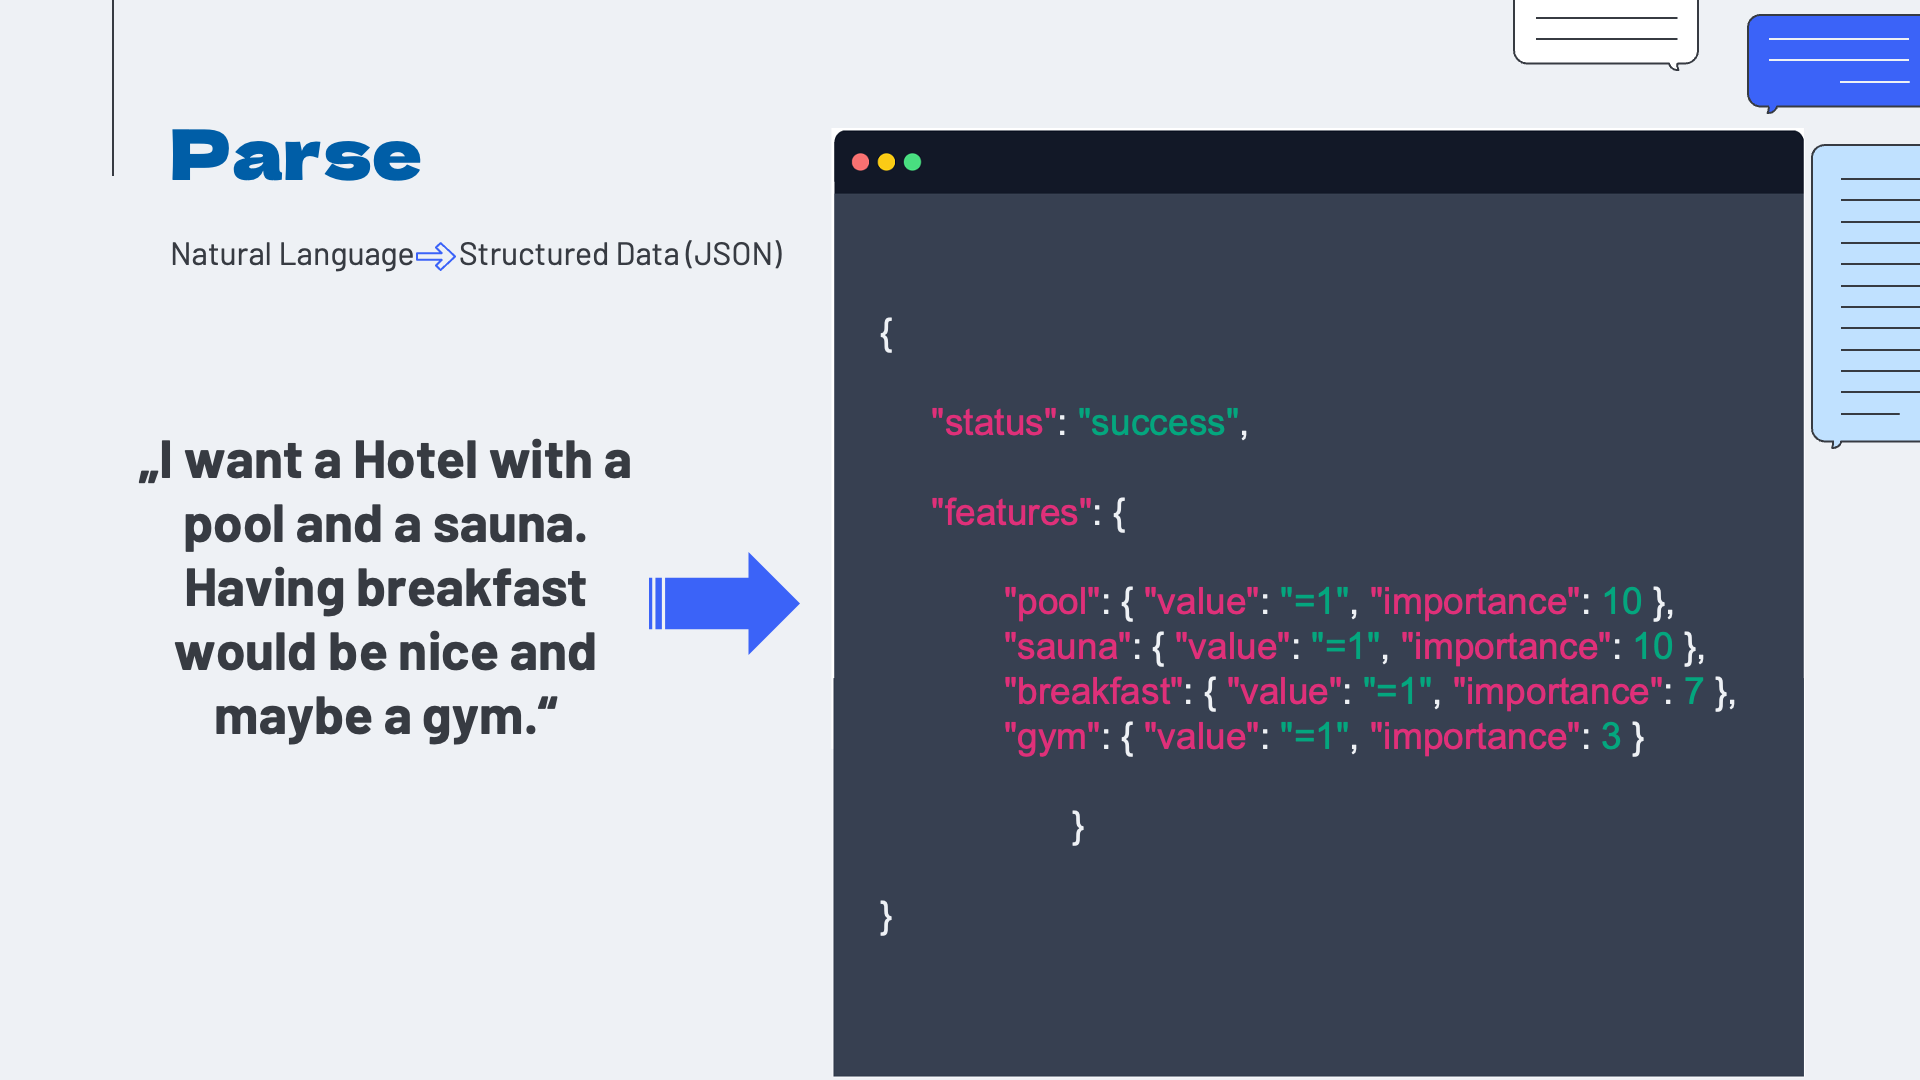 Parse
Natural Language Structured Data (JSON)
„I want a Hotel with a
pool and a sauna.
Having breakfast
would be nice and
maybe a gym.“
{
"status": "success",
"features": {
"pool": { "value": "=1", "importance": 10 },
"sauna": { "value": "=1", "importance": 10 },
"breakfast": { "value": "=1", "importance": 7 },
"gym": { "value": "=1", "importance": 3 }
}
}